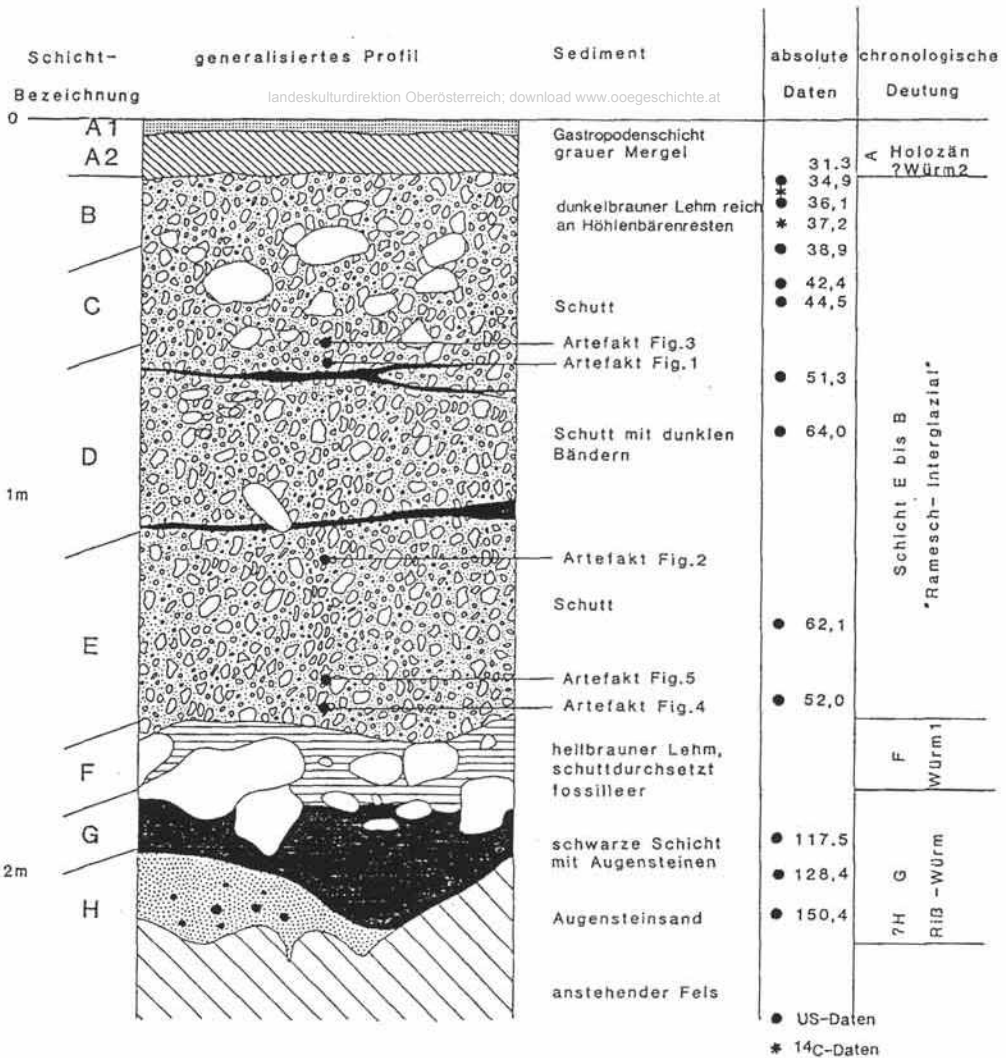 Schicht-
Bezeichnung
generalisiertes Profil
Sediment
absolute
Daten
chronologische
Deutung
landeskulturdirektion Oberösterreich; download www.ooegeschichte.at
0
A1
A2
B
C
D
1m
E
F
G
2m
H
Gastropodenschicht
grauer Mergel
dunkelbrauner Lehm reich
an Höhlenbärenresten
Schutt
Artefakt Fig.3
Artefakt Fig.1
Schutt mit dunklen
Bändern
Artefakt Fig.2
Schutt
Artefakt Fig.5
Artefakt Fig.4
hellbrauner Lehm,
schuttdurchsetzt
fossilleer
schwarze Schicht
mit Augensteinen
Augensteinsand
anstehender Fels
31.3
● 34,9
*
● 36,1
* 37,2
● 38,9
● 42,4
● 44,5
● 51,3
● 64,0
● 62,1
● 52,0
● 117.5
● 128,4
● 150,4
A Holozän
?Würm2
Schicht E bis B
"Ramesch-Interglazial"
F
Würm1
?H G
Riß-Würm
● US-Daten
* 14C-Daten